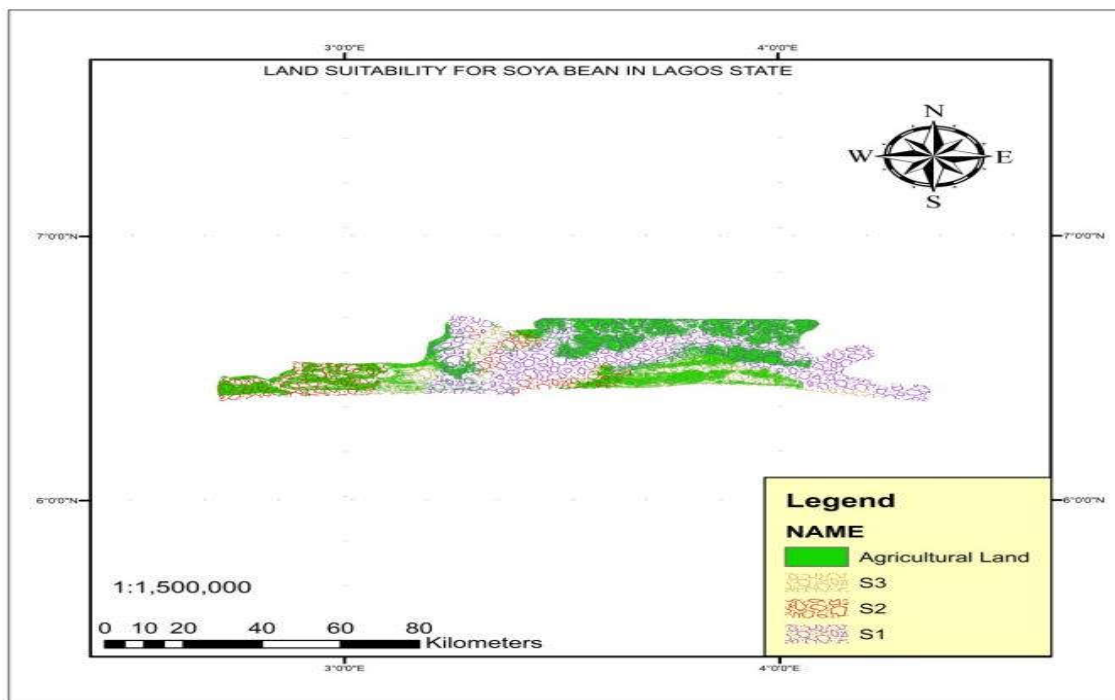 3°0'0"E 4°0'0"E
LAND SUITABILITY FOR SOYA BEAN IN LAGOS STATE
N
W E
S
7°0'0"N 7°0'0"N
6°0'0"N 6°0'0"N
Legend
NAME
Agricultural Land
S3
S2
S1
1:1,500,000
0 10 20 40 60 80
Kilometers
3°0'0"E 4°0'0"E